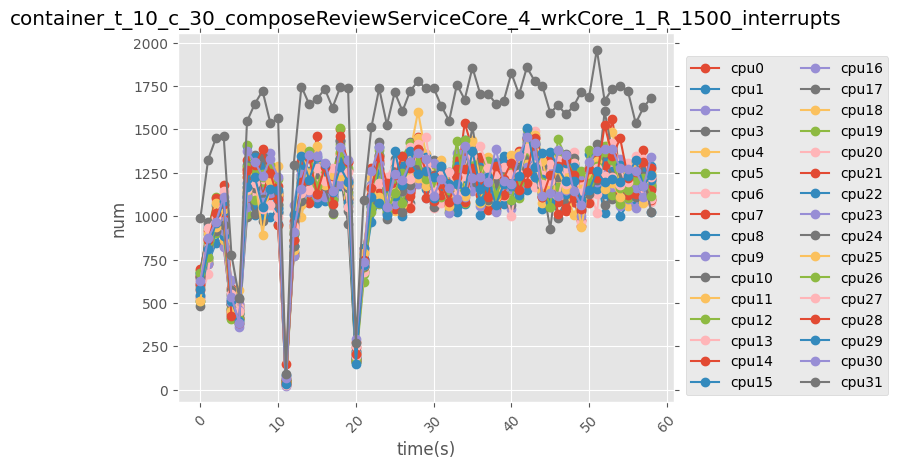 container_t_10_c_30_composeReviewServiceCore_4_wrkCore_1_R_1500_interrupts
2000
1750
1500
1250
1000
750
500
250
0
num
0
10
20
30
40
50
60
time(s)
cpu0
cpu1
cpu2
cpu3
cpu4
cpu5
cpu6
cpu7
cpu8
cpu9
cpu10
cpu11
cpu12
cpu13
cpu14
cpu15
cpu16
cpu17
cpu18
cpu19
cpu20
cpu21
cpu22
cpu23
cpu24
cpu25
cpu26
cpu27
cpu28
cpu29
cpu30
cpu31